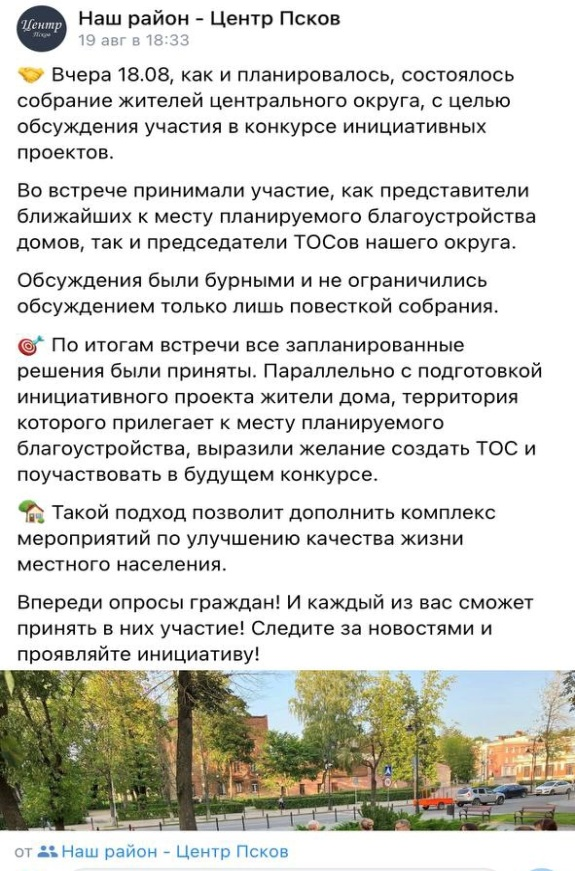 Центр
Псков
Наш район - Центр Псков
19 авг в 18:33
Вчера 18.08, как и планировалось, состоялось
собрание жителей центрального округа, с целью
обсуждения участия в конкурсе инициативных
проектов.
Во встрече принимали участие, как представители
ближайших к месту планируемого благоустройства
домов, так и председатели ТОСов нашего округа.
Обсуждения были бурными и не ограничились
обсуждением только лишь повесткой собрания.
По итогам встречи все запланированные
решения были приняты. Параллельно с подготовкой
инициативного проекта жители дома, территория
которого прилегает к месту планируемого
благоустройства, выразили желание создать ТОС и
поучаствовать в будущем конкурсе.
Такой подход позволит дополнить комплекс
мероприятий по улучшению качества жизни
местного населения.
Впереди опросы граждан! И каждый из вас сможет
принять в них участие! Следите за новостями и
проявляйте инициативу!
от Наш район - Центр Псков